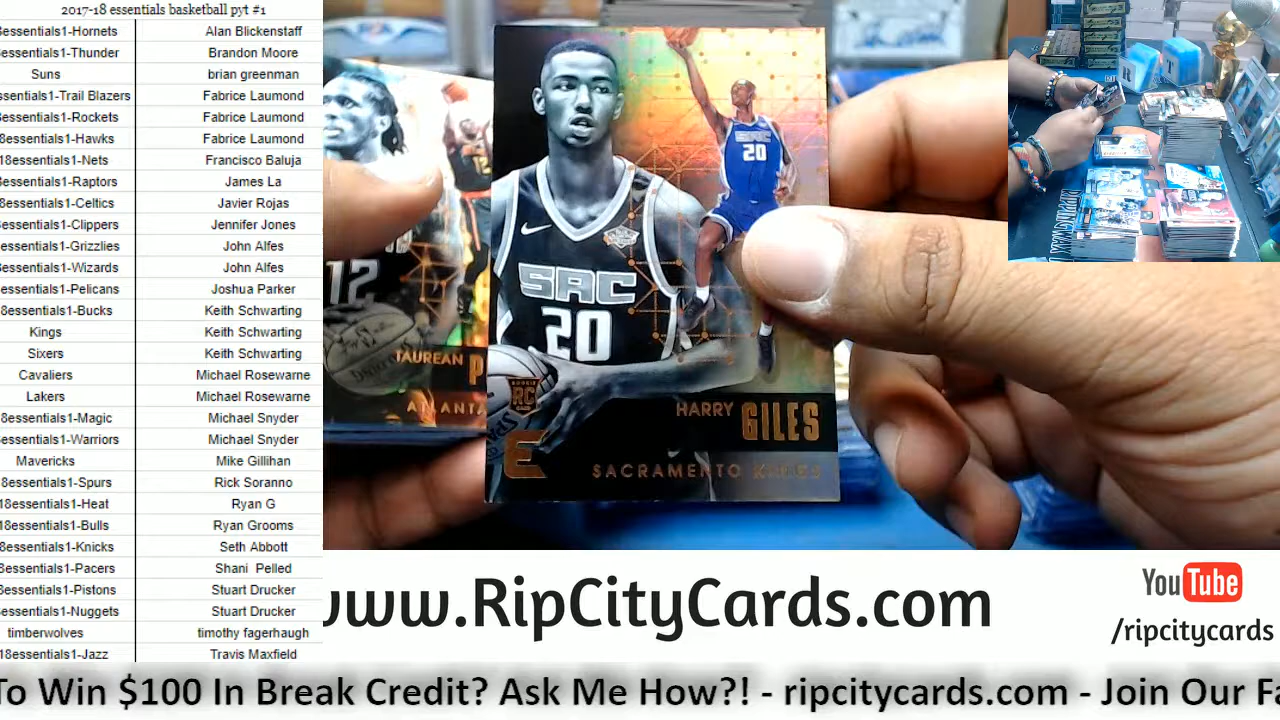 2017-18 essentials basketball pyt #1
8essentials1-Hornets Alan Blickenstaff
8essentials1-Thunder Brandon Moore
Suns brian greenman
ssentials1-Trail Blazers Fabrice Laumond
essentials1-Rockets Fabrice Laumond
8essentials1-Hawks Fabrice Laumond
18essentials1-Nets Francisco Baluja
essentials1-Raptors James La
8essentials1-Celtics Javier Rojas
essentials1-Clippers Jennifer Jones
essentials1-Grizzlies John Alfes
essentials1-Wizards John Alfes
essentials1-Pelicans Joshua Parker
8essentials1-Bucks Keith Schwarting
Kings Keith Schwarting
Sixers Keith Schwarting
Cavaliers Michael Rosewarne
Lakers Michael Rosewarne
8essentials1-Magic Michael Snyder
essentials1-Warriors Michael Snyder
Mavericks Mike Gillihan
8essentials1-Spurs Rick Soranno
18essentials1-Heat Ryan G
18essentials1-Bulls Ryan Grooms
8essentials1-Knicks Seth Abbott
8essentials1-Pacers Shani Pelled
8essentials1-Pistons Stuart Drucker
essentials1-Nuggets Stuart Drucker
timberwolves timothy fagerhaugh
18essentials1-Jazz Travis Maxfield
12
TAUREAN P
ATLANTA
SAC
20
SAC
20
ROOKIE
RC
CARD
E
HARRY GILES
SACRAMENTO KINGS
www.RipCityCards.com
YouTube
/ripcitycards
To Win $100 In Break Credit? Ask Me How?! - ripcitycards.com - Join Our Fa